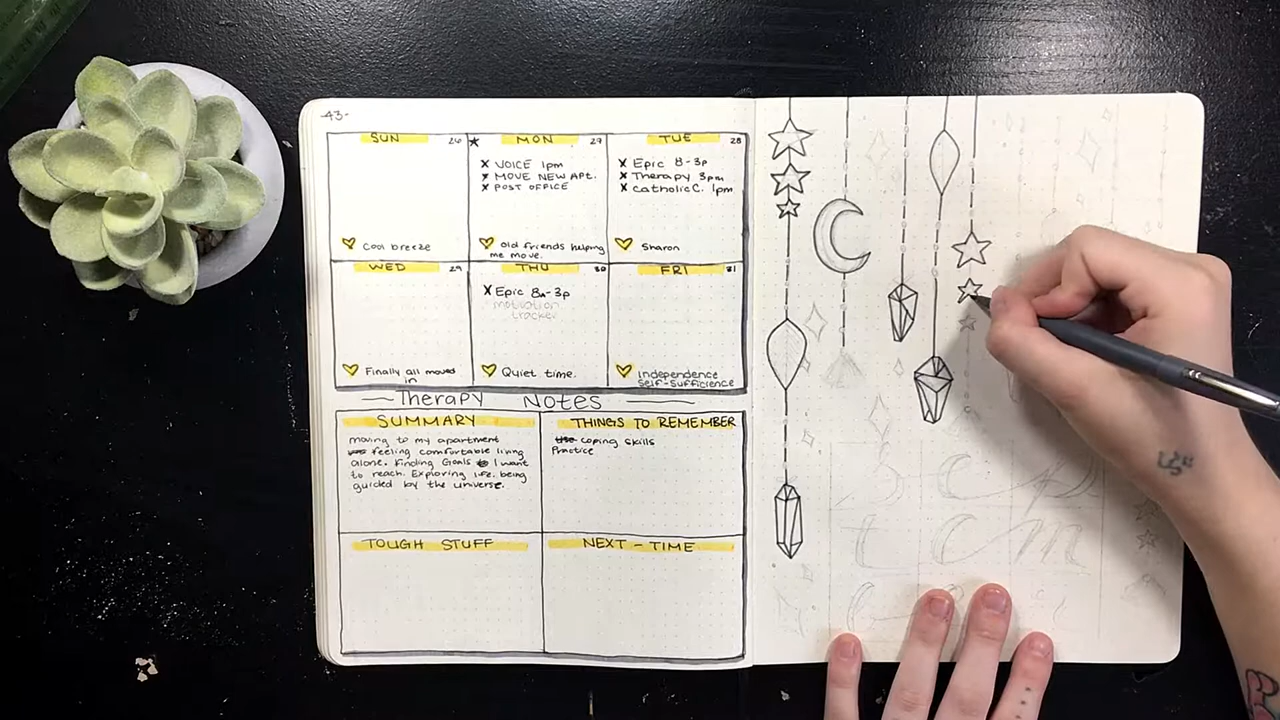 -43-
SUN 26
Cool breeze
MON 27
X VOICE 1pm
X MOVE NEW APt.
X POST OFFICE
old friends helping
me move.
TUE 28
X Epic 8-3p
X Therapy 3pm
X CatholicC. 1pm
Sharon
WED 29
Finally all moved
in
THU 30
X Epic 8a-3p
motivation
tracker
Quiet time.
FRI 31
Independence
Self-Sufficience
Therapy Notes
SUMMARY
moving to my apartment
feeling comfortable living
alone. Finding Goals I want
to reach. Exploring life. being
guided by the universe.
THINGS TO REMEMBER
coping skills
Practice
TOUGH STUFF
NEXT - TIME